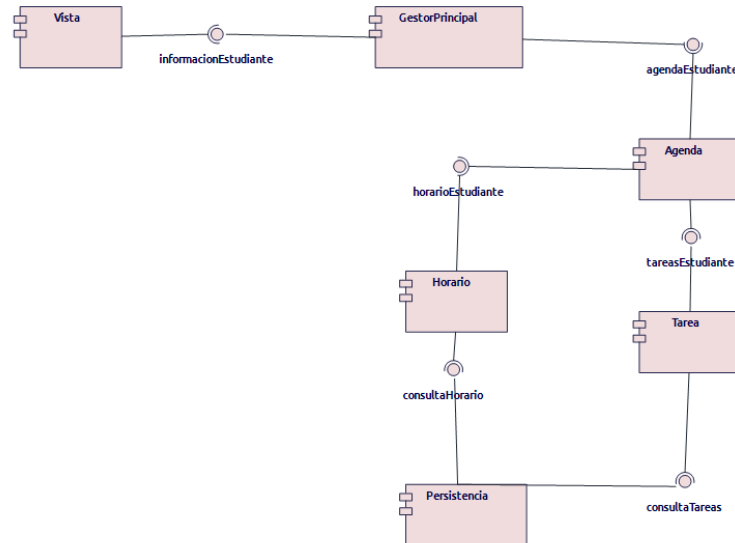 Vista
GestorPrincipal
informacionEstudiante
agendaEstudiante
Agenda
horarioEstudiante
tareasEstudiante
Horario
Tarea
consultaHorario
Persistencia
consultaTareas